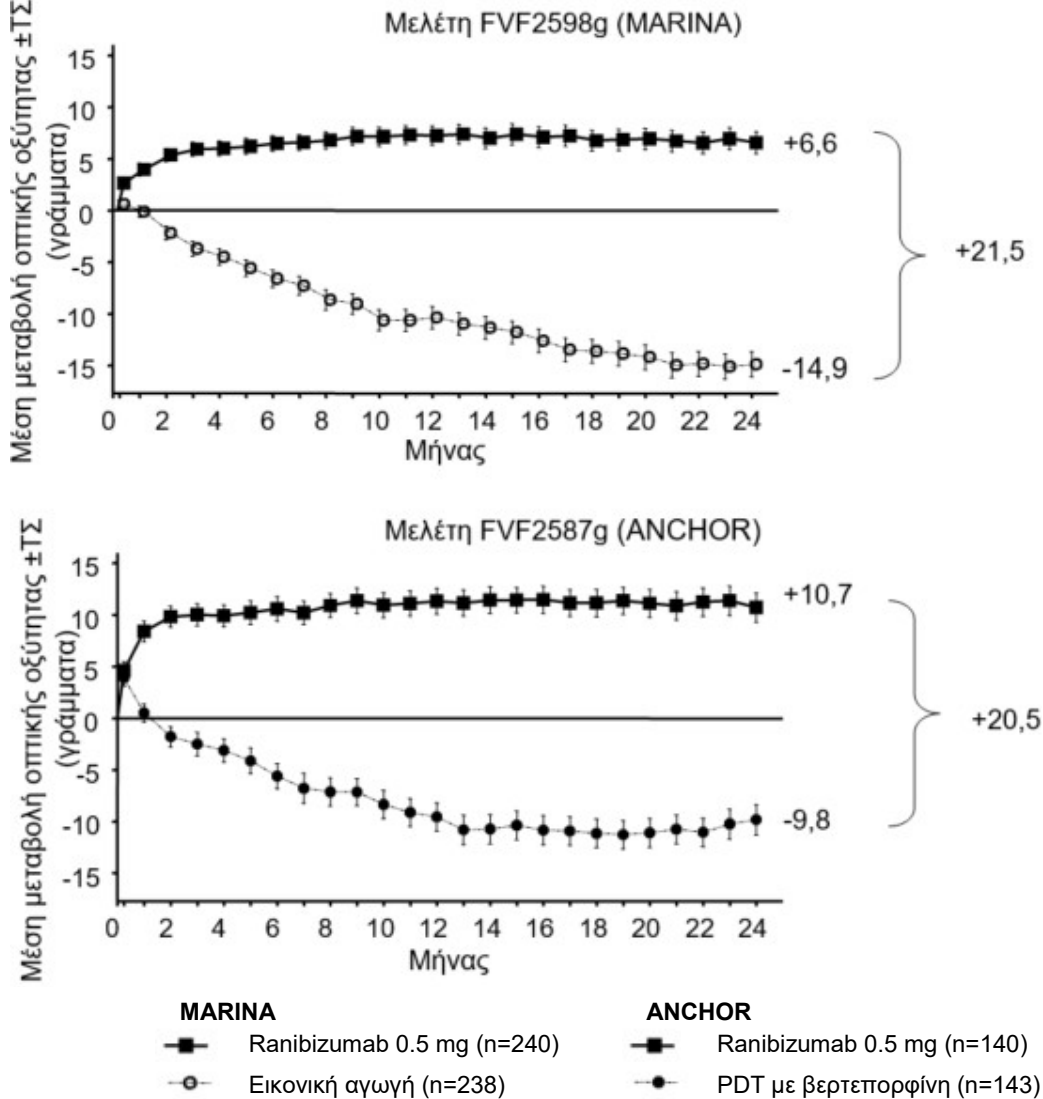 Μελέτη FVF2598g (MARINA)
Μέση μεταβολή οπτικής οξύτητας ±ΤΣ
(γράμματα)
15
10
5
0
-5
-10
-15
+6,6
+21,5
-14,9
0 2 4 6 8 10 12 14 16 18 20 22 24
Μήνας
Μελέτη FVF2587g (ANCHOR)
Μέση μεταβολή οπτικής οξύτητας ±ΤΣ
(γράμματα)
15
10
5
0
-5
-10
-15
+10,7
+20,5
-9,8
0 2 4 6 8 10 12 14 16 18 20 22 24
Μήνας
MARINA
Ranibizumab 0.5 mg (n=240)
Εικονική αγωγή (n=238)
ANCHOR
Ranibizumab 0.5 mg (n=140)
PDT με βερτεπορφίνη (n=143)